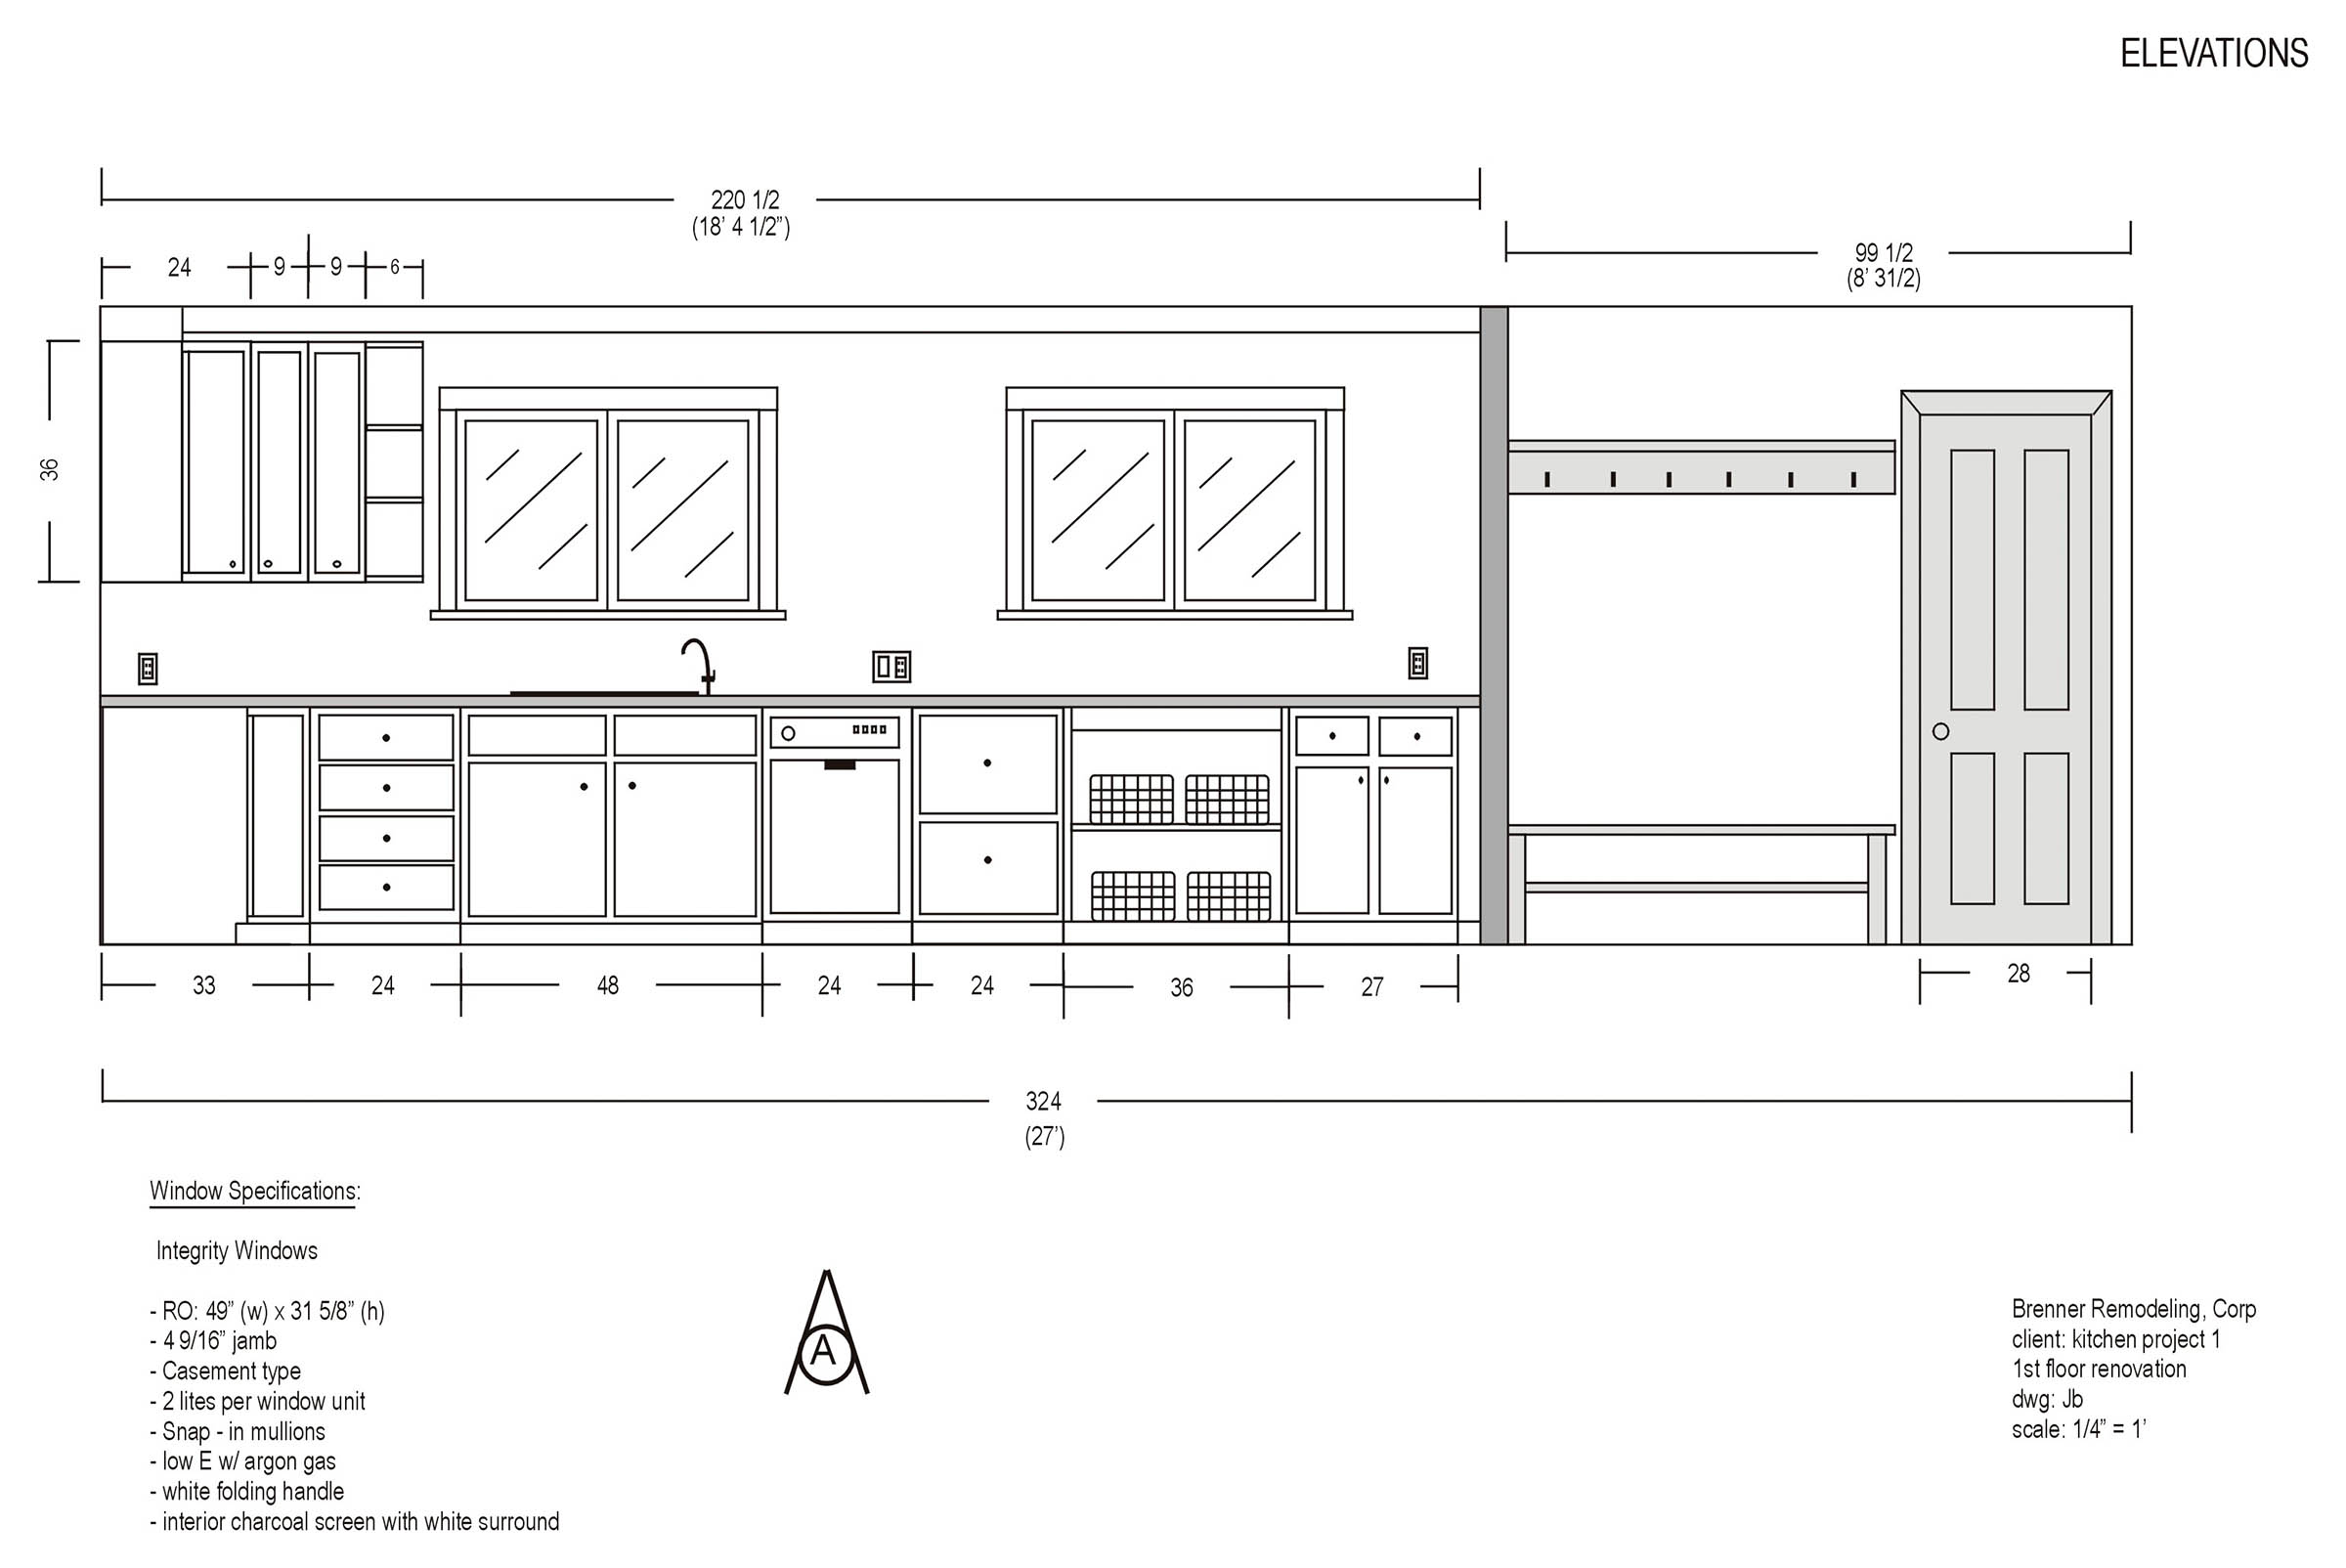 ELEVATIONS
220 1/2
(18’ 4 1/2”)
99 1/2
(8’ 31/2)
24 9 9 6
36
33 24 48 24 24 36 27 28
324
(27’)
Window Specifications:
Integrity Windows
- RO: 49” (w) x 31 5/8” (h)
- 4 9/16” jamb
- Casement type
- 2 lites per window unit
- Snap - in mullions
- low E w/ argon gas
- white folding handle
- interior charcoal screen with white surround
A
Brenner Remodeling, Corp
client: kitchen project 1
1st floor renovation
dwg: Jb
scale: 1/4” = 1’